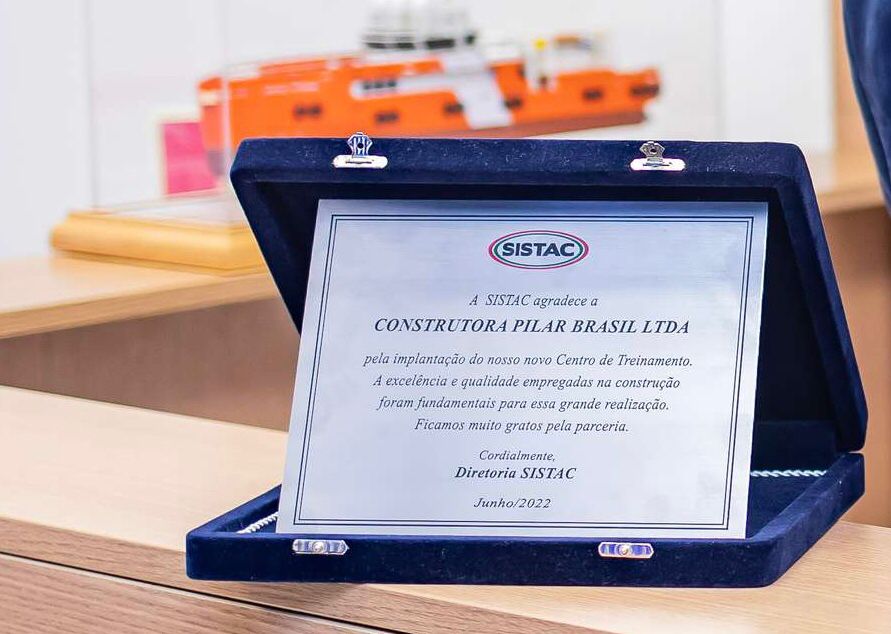 SISTAC
A SISTAC agradece a
CONSTRUTORA PILAR BRASIL LTDA
pela implantação do nosso novo Centro de Treinamento.
A excelência e qualidade empregadas na construção
foram fundamentais para essa grande realização.
Ficamos muito gratos pela parceria.
Cordialmente,
Diretoria SISTAC
Junho/2022